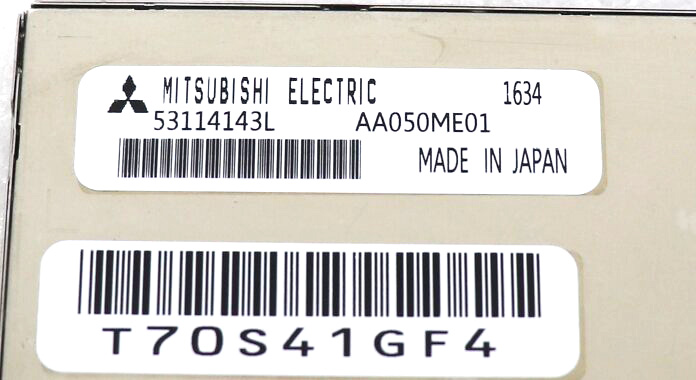 MITSUBISHI ELECTRIC 1634
53114143L AA050ME01
MADE IN JAPAN
T70S41GF4